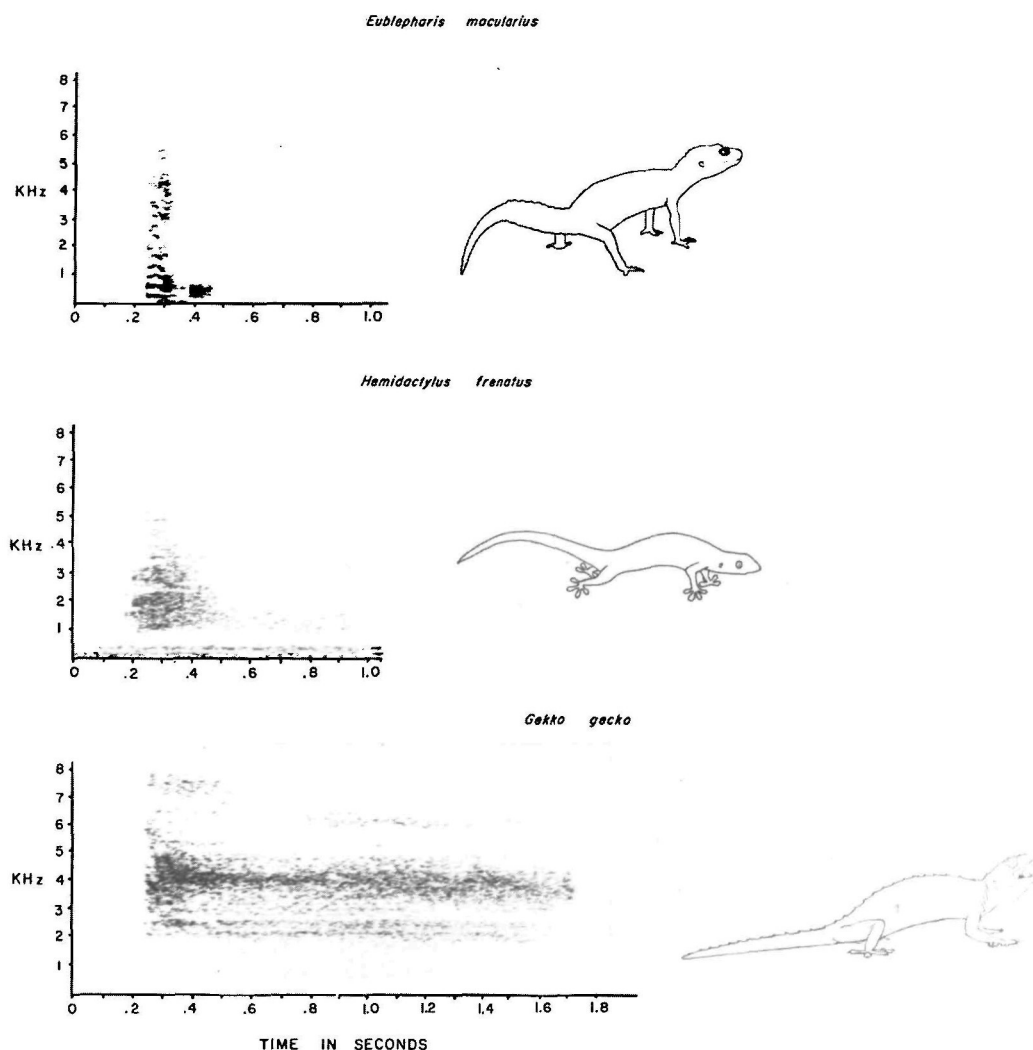 Eublepharis macularius
8
7
6
5
KHz 4
3
2
1
0 .2 .4 .6 .8 1.0
Hemidactylus frenatus
8
7
6
5
KHz 4
3
2
1
0 .2 .4 .6 .8 1.0
Gekko gecko
8
7
6
5
KHz 4
3
2
1
0 .2 .4 .6 0.8 1.0 1.2 1.4 1.6 1.8
TIME IN SECONDS